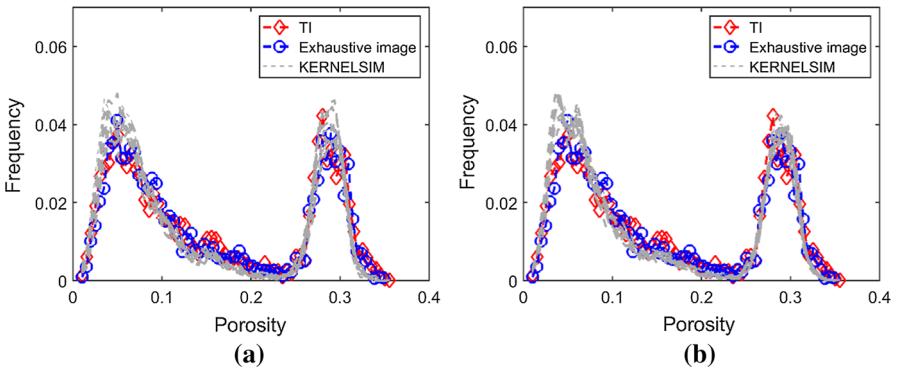 0.06
0.04
0.02
0
Frequency
TI
Exhaustive image
KERNELSIM
0
0.1
0.2
0.3
0.4
Porosity
(a)
0.06
0.04
0.02
0
Frequency
TI
Exhaustive image
KERNELSIM
0
0.1
0.2
0.3
0.4
Porosity
(b)